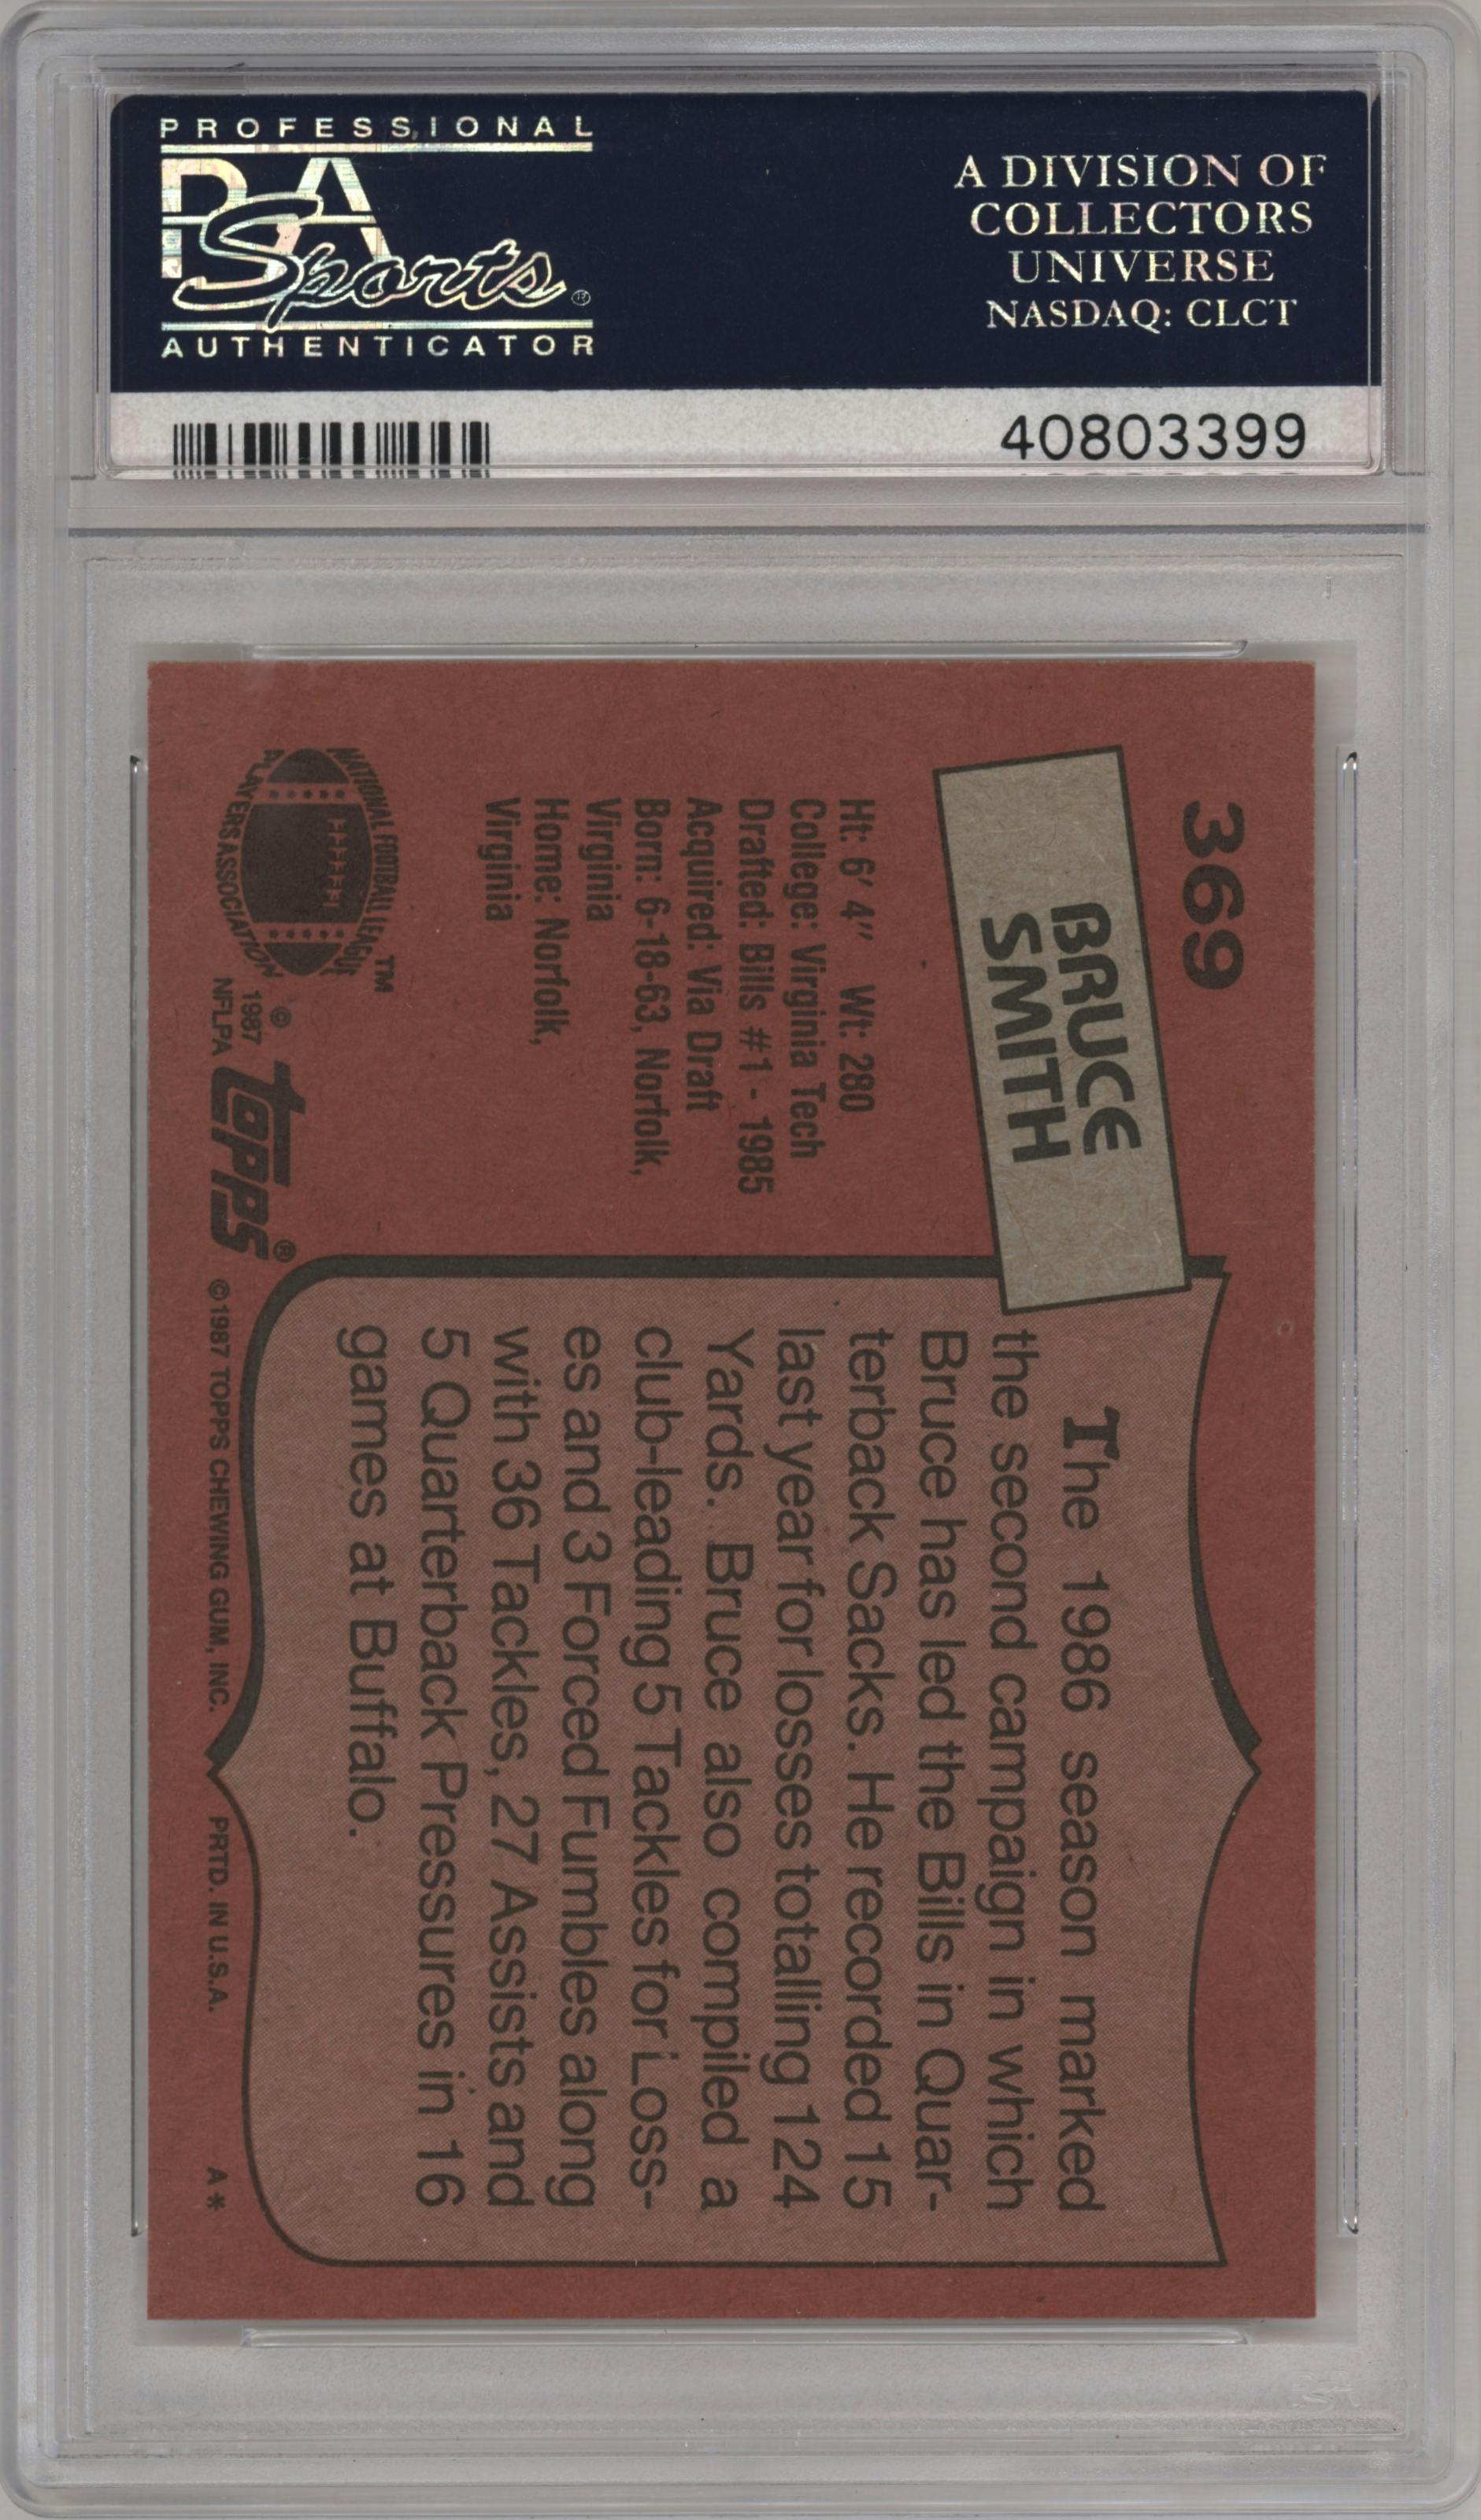 PROFESSIONAL
PSA
Sports®
AUTHENTICATOR
A DIVISION OF
COLLECTORS
UNIVERSE
NASDAQ: CLCT
40803399
369
BRUCE
SMITH
Ht: 6' 4" Wt: 280
College: Virginia Tech
Drafted: Bills #1 - 1985
Acquired: Via Draft
Born: 6-18-63, Norfolk,
Virginia
Home: Norfolk,
Virginia
NATIONAL FOOTBALL LEAGUE
PLAYERS ASSOCIATION
TM
©
1987
NFLPA
topps®
The 1986 season marked
the second campaign in which
Bruce has led the Bills in Quar-
terback Sacks. He recorded 15
last year for losses totalling 124
Yards. Bruce also compiled a
club-leading 5 Tackles for Loss-
es and 3 Forced Fumbles along
with 36 Tackles, 27 Assists and
5 Quarterback Pressures in 16
games at Buffalo.
©1987 TOPPS CHEWING GUM, INC. PRTD. IN U.S.A. A*